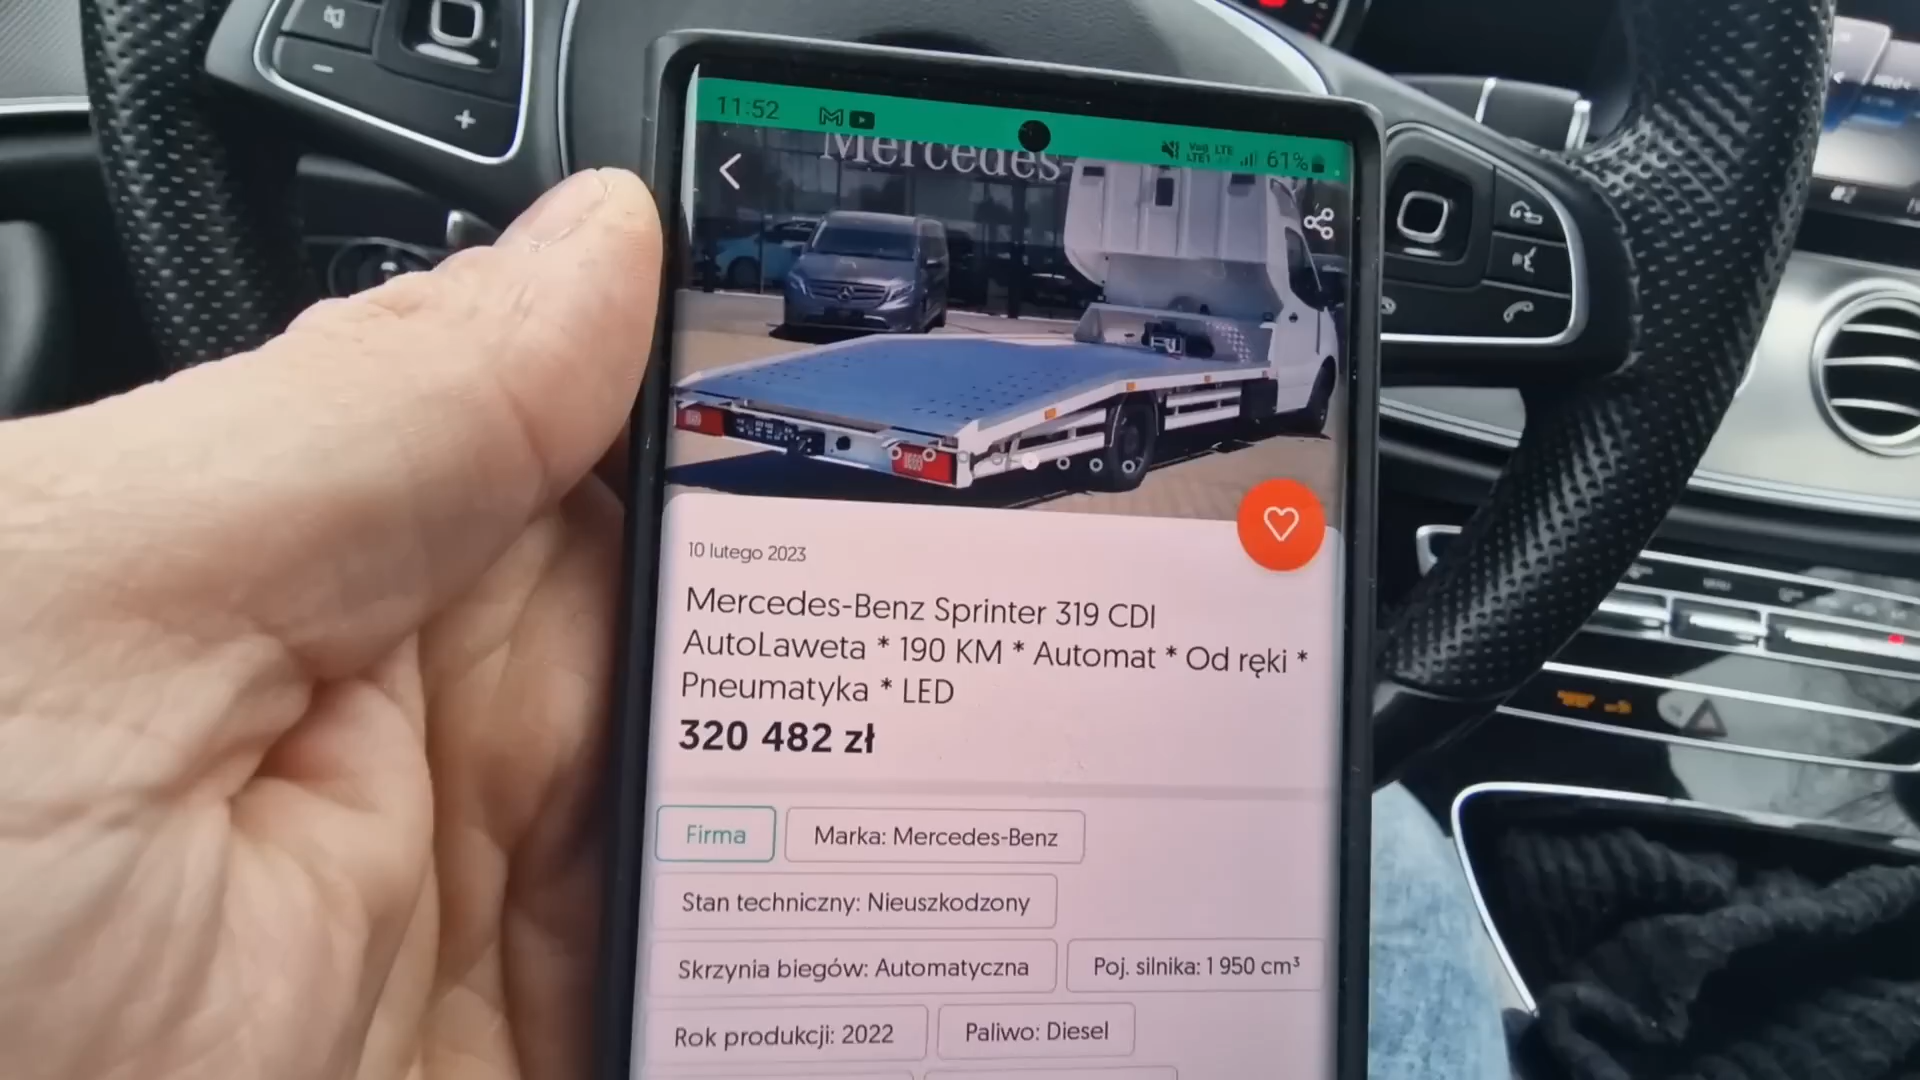 11:52
LTE
LTE1
61%
Mercedes-
10 lutego 2023
Mercedes-Benz Sprinter 319 CDI
AutoLaweta * 190 KM * Automat * Od ręki *
Pneumatyka * LED
320 482 zł
Firma
Marka: Mercedes-Benz
Stan techniczny: Nieuszkodzony
Skrzynia biegów: Automatyczna
Poj. silnika: 1 950 cm³
Rok produkcji: 2022
Paliwo: Diesel